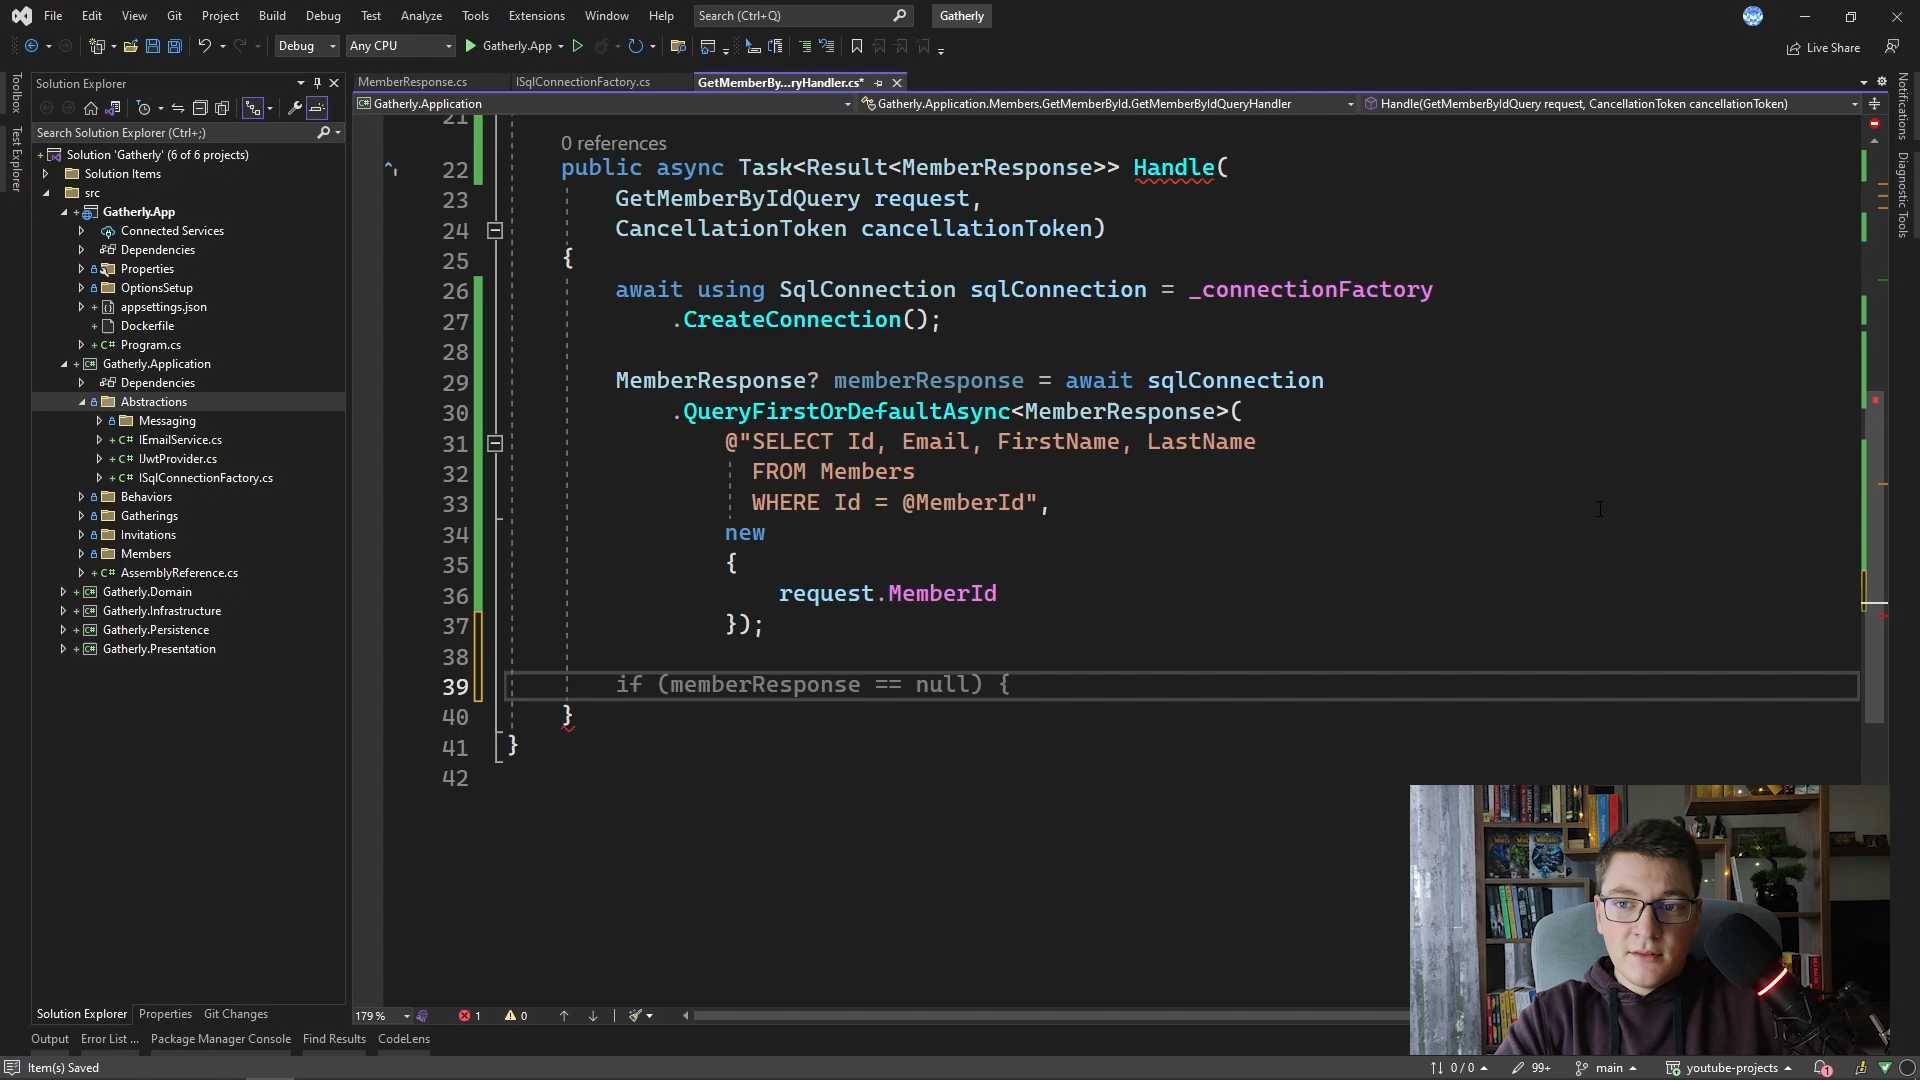 File Edit View Git Project Build Debug Test Analyze Tools Extensions Window Help Search (Ctrl+Q) Gatherly
Debug Any CPU Gatherly.App Live Share
Toolbox
Test Explorer
Solution Explorer
Search Solution Explorer (Ctrl+;)
Solution 'Gatherly' (6 of 6 projects)
Solution Items
src
Gatherly.App
Connected Services
Dependencies
Properties
OptionsSetup
appsettings.json
Dockerfile
C# Program.cs
C# Gatherly.Application
Dependencies
Abstractions
Messaging
C# IEmailService.cs
C# IJwtProvider.cs
C# ISqlConnectionFactory.cs
Behaviors
Gatherings
Invitations
Members
C# AssemblyReference.cs
C# Gatherly.Domain
C# Gatherly.Infrastructure
C# Gatherly.Persistence
C# Gatherly.Presentation
Solution Explorer Properties Git Changes
MemberResponse.cs ISqlConnectionFactory.cs GetMemberBy...ryHandler.cs*
C# Gatherly.Application Gatherly.Application.Members.GetMemberById.GetMemberByIdQueryHandler Handle(GetMemberByIdQuery request, CancellationToken cancellationToken)
21
0 references
22 public async Task<Result<MemberResponse>> Handle(
23 GetMemberByIdQuery request,
24 CancellationToken cancellationToken)
25 {
26 await using SqlConnection sqlConnection = _connectionFactory
27 .CreateConnection();
28
29 MemberResponse? memberResponse = await sqlConnection
30 .QueryFirstOrDefaultAsync<MemberResponse>(
31 @"SELECT Id, Email, FirstName, LastName
32 FROM Members
33 WHERE Id = @MemberId",
34 new
35 {
36 request.MemberId
37 });
38
39 if (memberResponse == null) {
40 }
41 }
42
Notifications
Diagnostic Tools
179 % 1 0
Output Error List ... Package Manager Console Find Results CodeLens
Item(s) Saved 0 / 0 99+ main youtube-projects 1